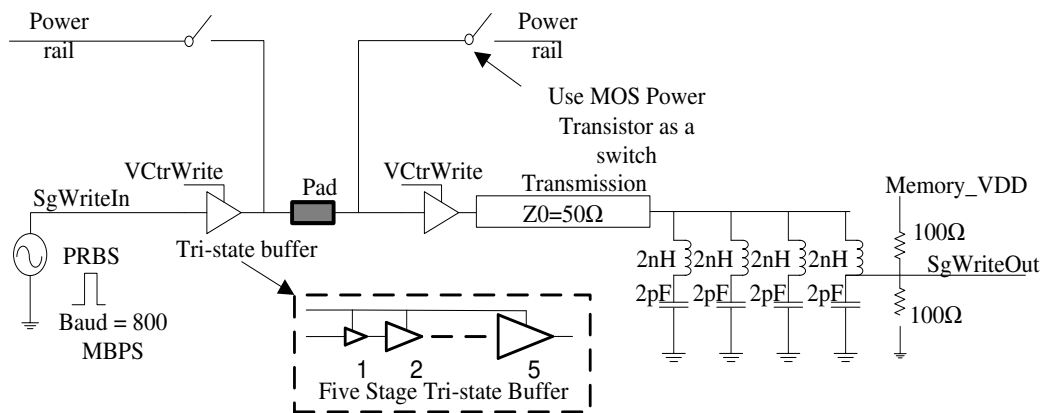 Power
rail
Power
rail
Use MOS Power
Transistor as a
switch
VCtrWrite
Pad
VCtrWrite
Transmission
Z0=50Ω
Memory_VDD
SgWriteIn
100Ω
2nH 2nH 2nH 2nH
SgWriteOut
Tri-state buffer
PRBS
2pF 2pF 2pF 2pF
100Ω
Baud = 800
MBPS
1 2 5
Five Stage Tri-state Buffer